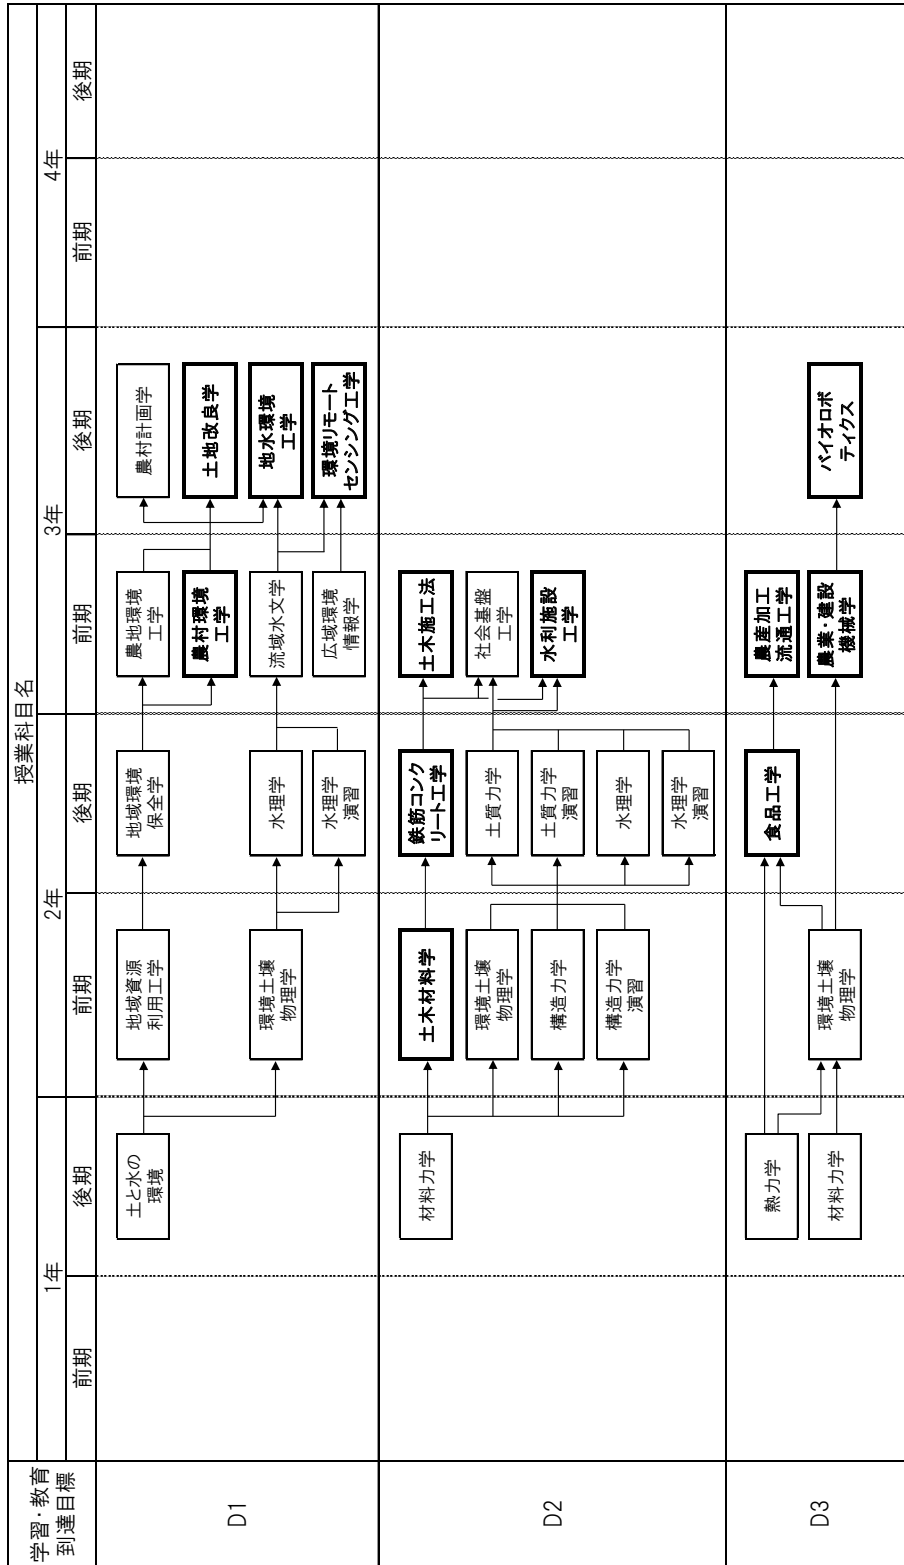 学習・教育
到達目標
授業科目名
1年
2年
3年
4年
前期
後期
前期
後期
前期
後期
前期
後期
D1
土と水の
環境
地域資源
利用工学
環境土壌
物理学
地域環境
保全学
水理学
水理学
演習
農地環境
工学
農村環境
工学
流域水文学
広域環境
情報学
農村計画学
土地改良学
地水環境
工学
環境リモート
センシング工学
D2
材料力学
土木材料学
環境土壌
物理学
構造力学
構造力学
演習
鉄筋コンク
リート工学
土質力学
土質力学
演習
水理学
水理学
演習
土木施工法
社会基盤
工学
水利施設
工学
D3
熱力学
材料力学
環境土壌
物理学
食品工学
農産加工
流通工学
農業・建設
機械学
バイオロボ
ティクス